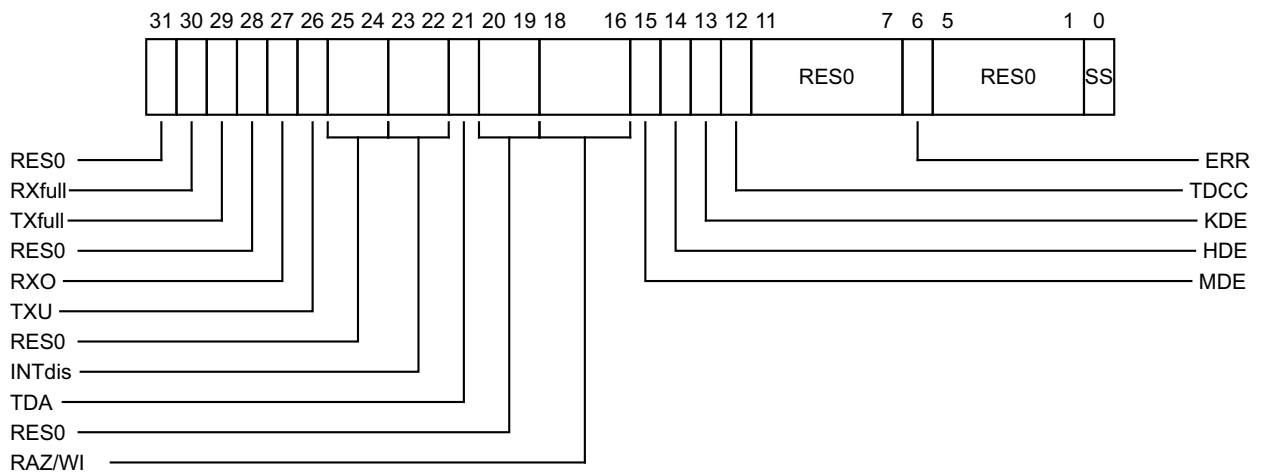 31 30 29 28 27 26 25 24 23 22 21 20 19 18 16 15 14 13 12 11 7 6 5 1 0
RES0 RES0 SS
RES0 ERR
RXfull TDCC
TXfull KDE
RES0 HDE
RXO MDE
TXU
RES0
INTdis
TDA
RES0
RAZ/WI